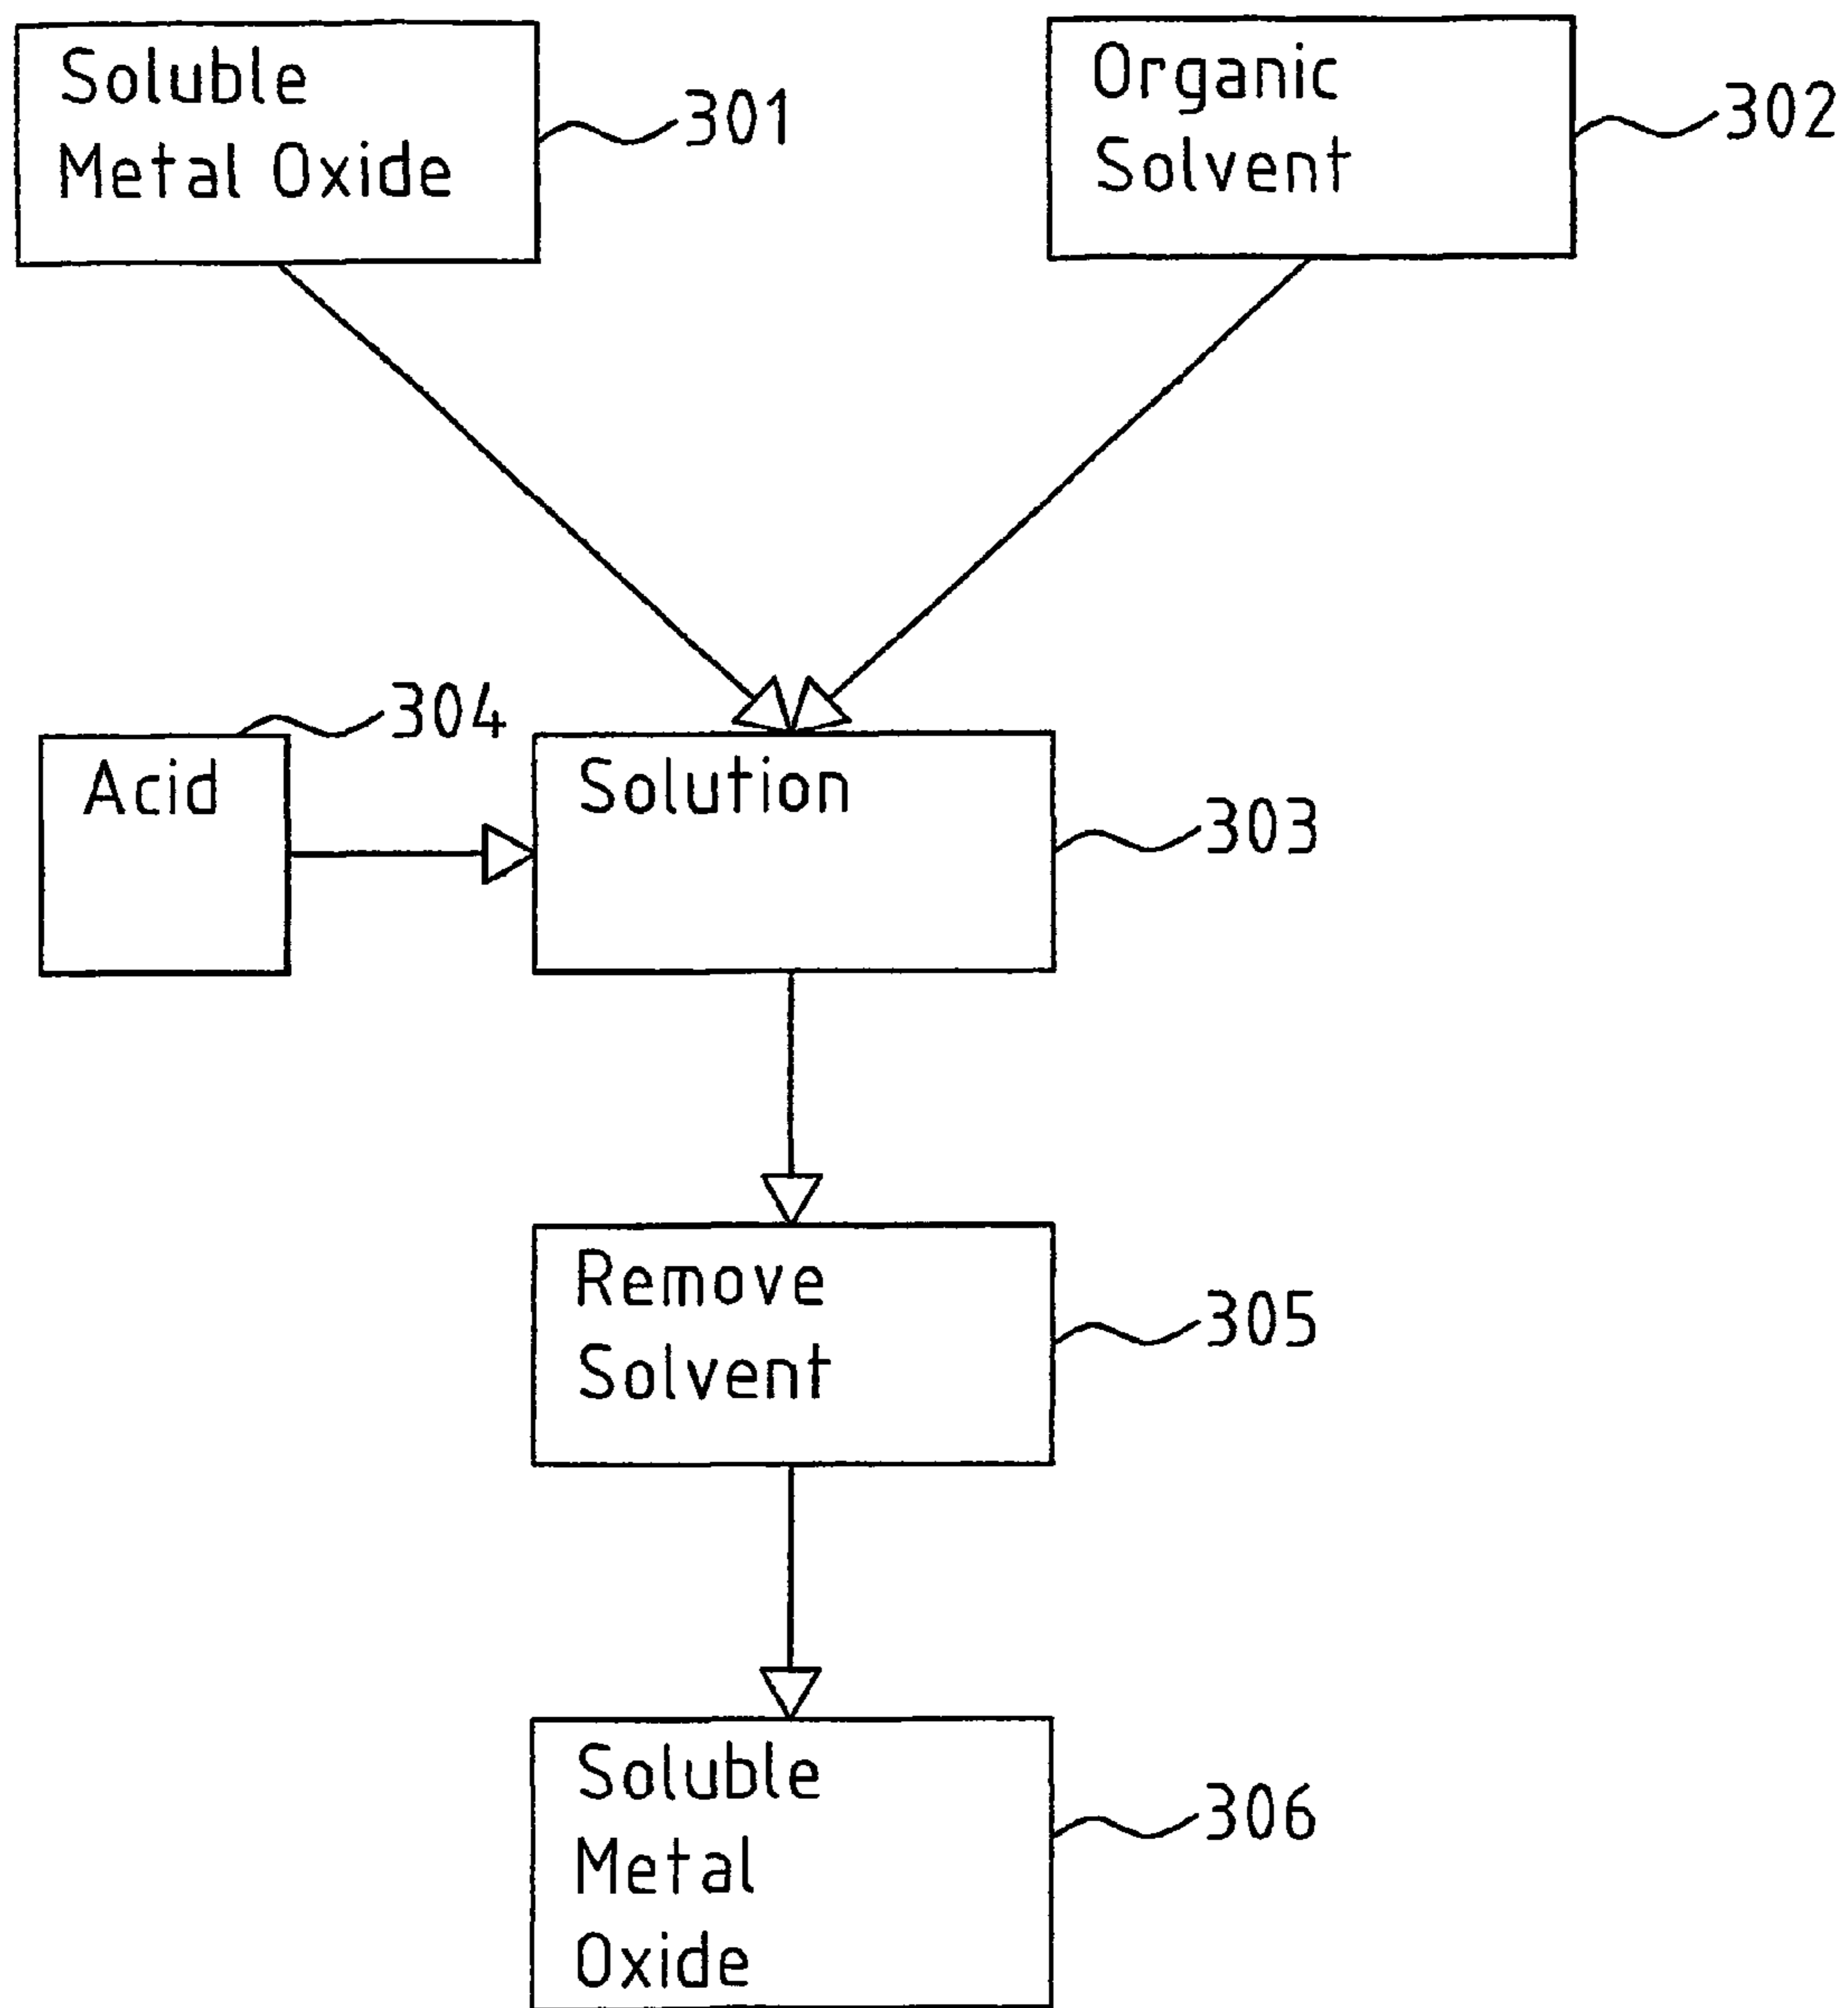 Soluble
Metal Oxide
301
Organic
Solvent
302
304
Acid
Solution
303
Remove
Solvent
305
Soluble
Metal
Oxide
306